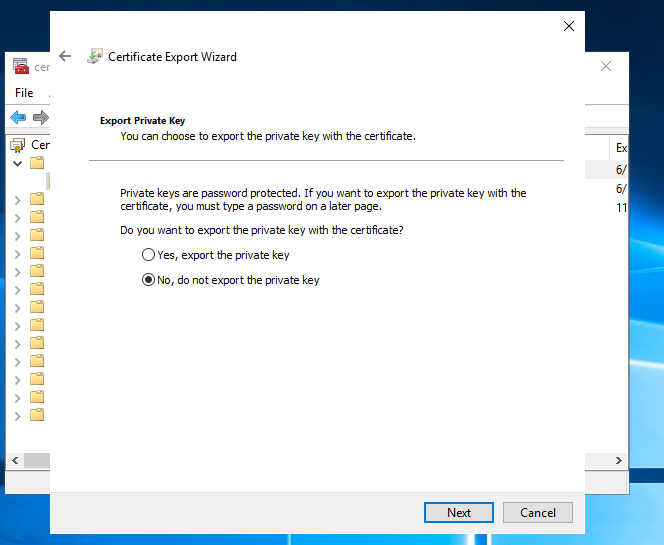 Certificate Export Wizard
cer
File
Export Private Key
You can choose to export the private key with the certificate.
Cer
Ex
6/
6/
11
Private keys are password protected. If you want to export the private key with the
certificate, you must type a password on a later page.
Do you want to export the private key with the certificate?
Yes, export the private key
No, do not export the private key
Next
Cancel